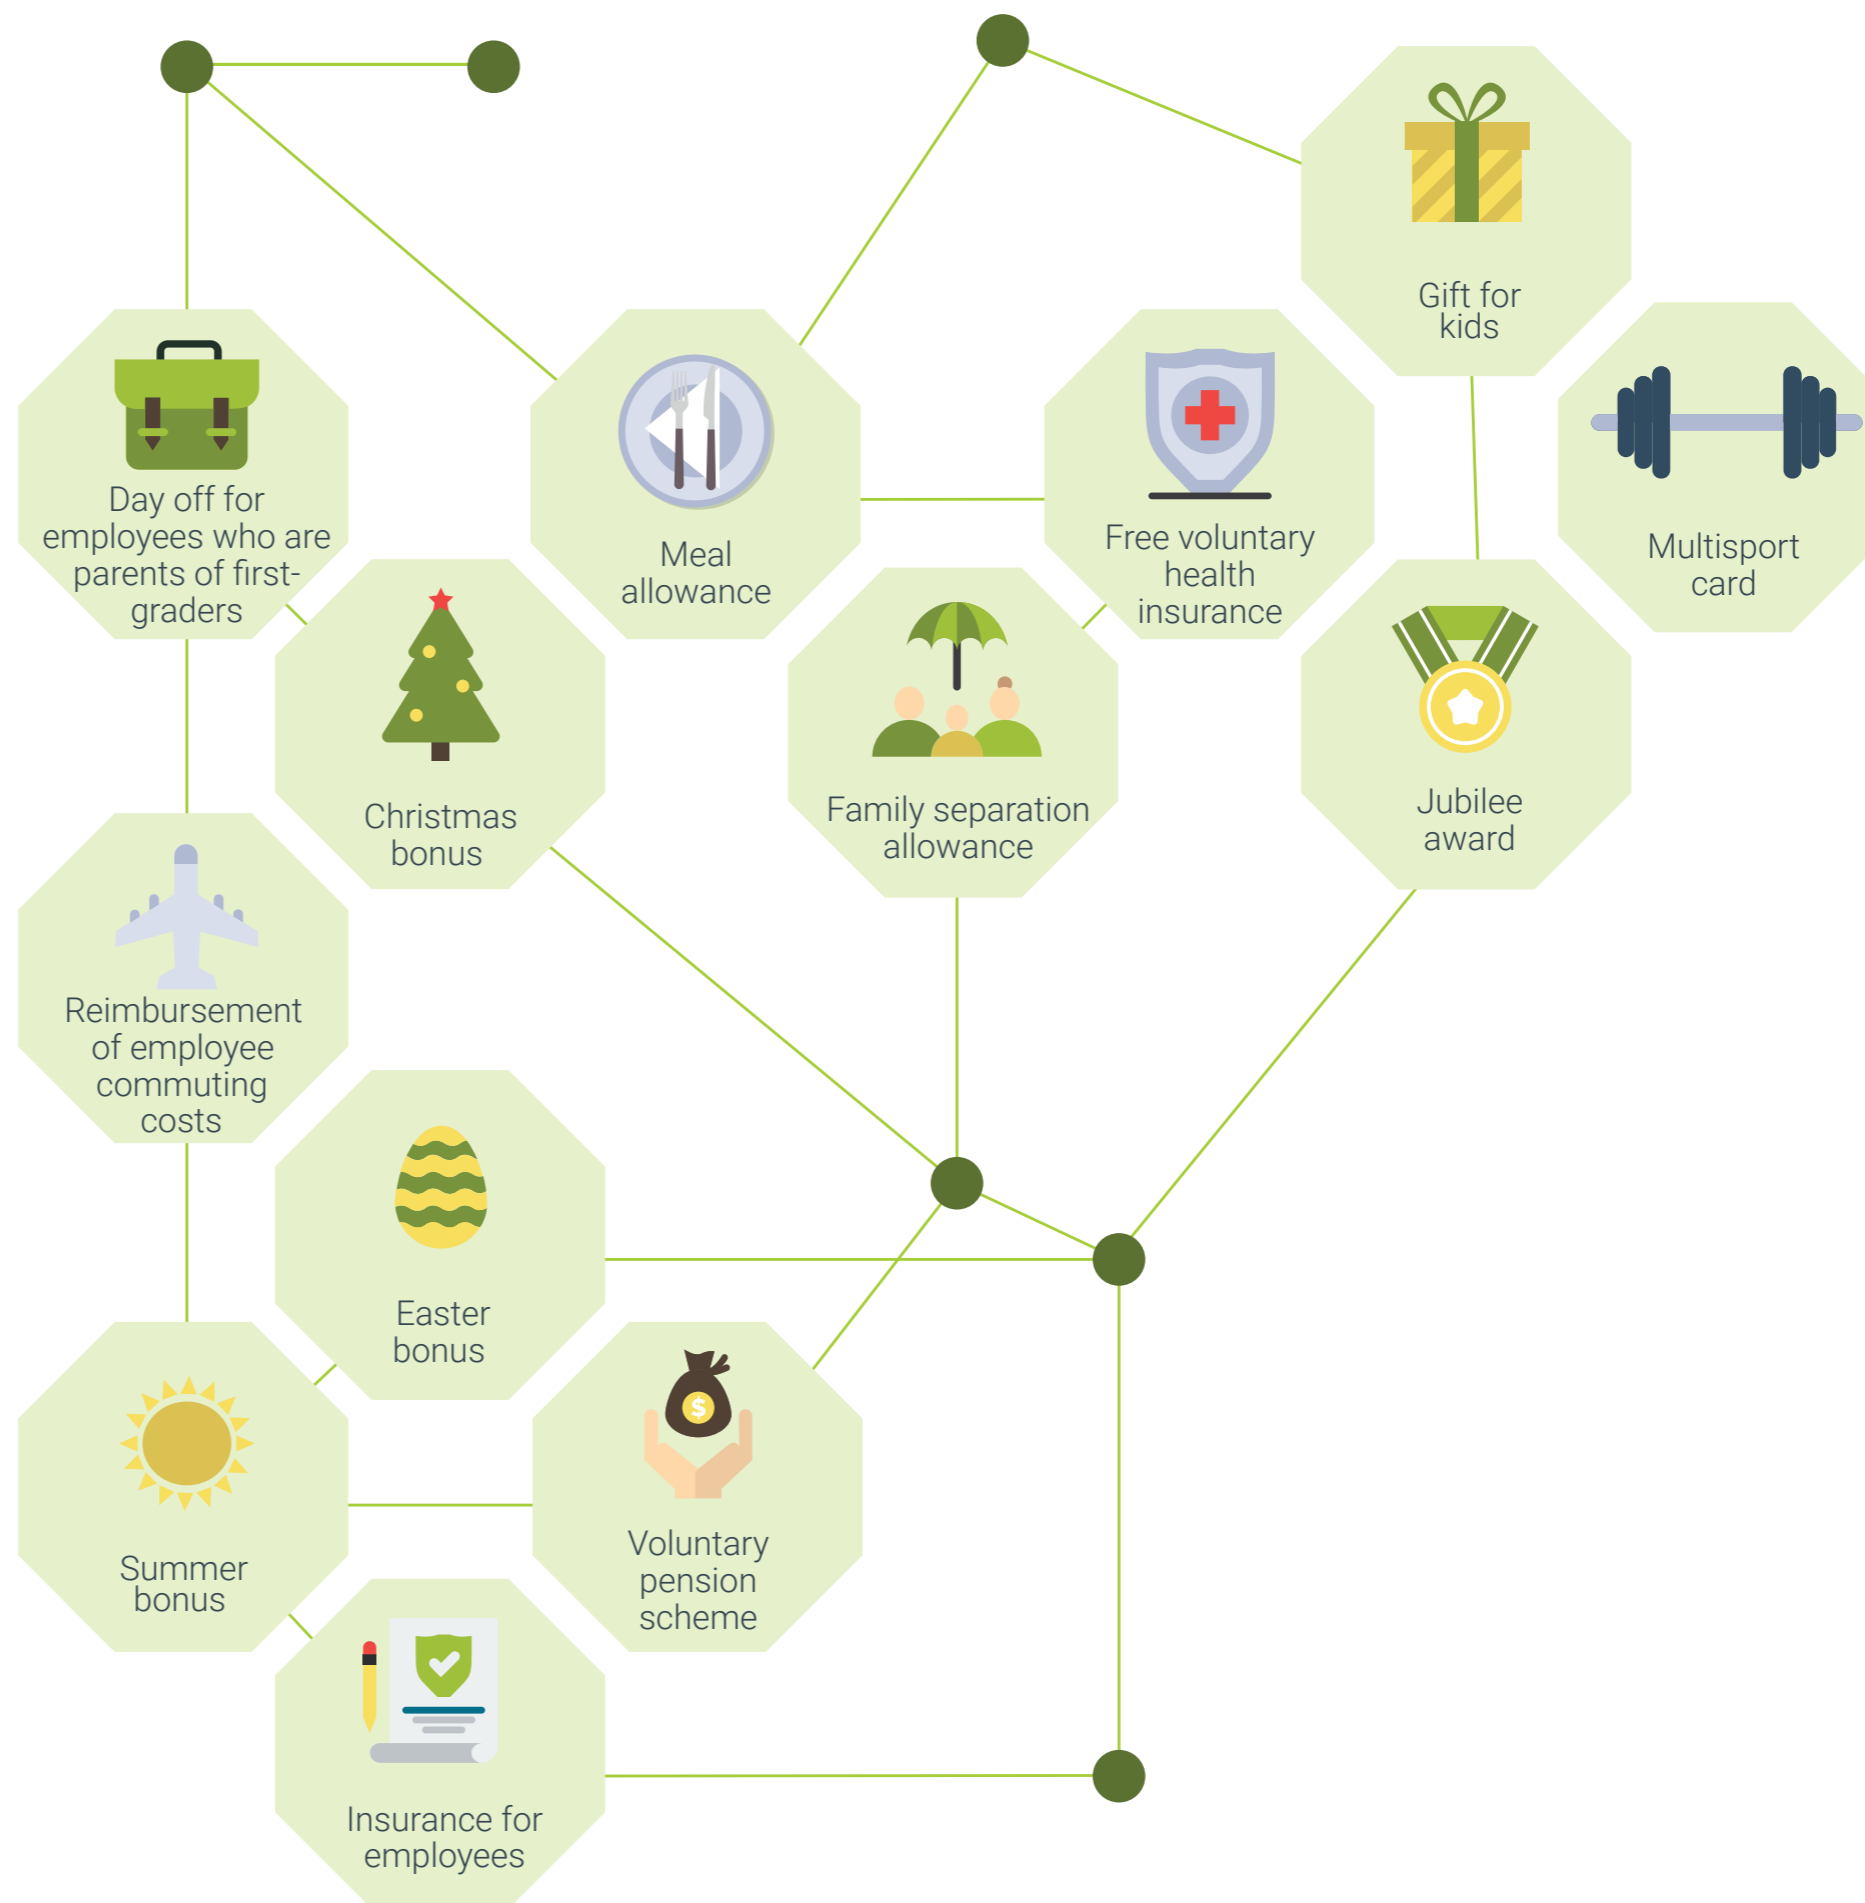 Gift for
kids
Day off for
employees who are
parents of first-
graders
Meal
allowance
Free voluntary
health
insurance
Multisport
card
Christmas
bonus
Family separation
allowance
Jubilee
award
Reimbursement
of employee
commuting
costs
Easter
bonus
$
Summer
bonus
Voluntary
pension
scheme
Insurance for
employees